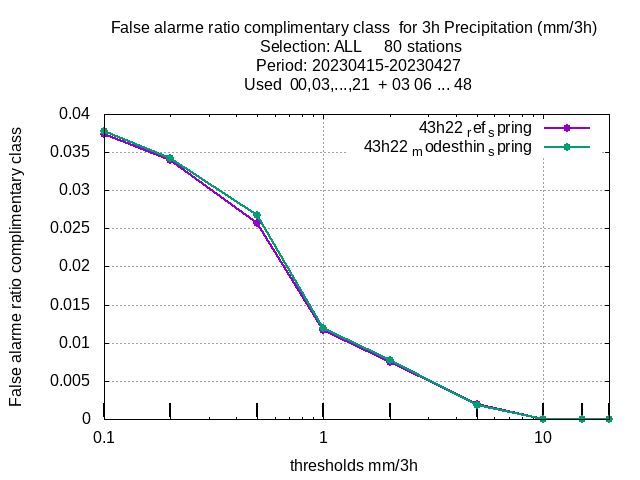 False alarme ratio complimentary class  for 3h Precipitation (mm/3h)
Selection: ALL     80 stations
Period: 20230415-20230427
Used  00,03,...,21  + 03 06 ... 48
43h22 ref spring
43h22 modesthin spring
0.04
0.035
0.03
0.025
0.02
0.015
0.01
0.005
0
0.1
1
10
False alarme ratio complimentary class
thresholds mm/3h